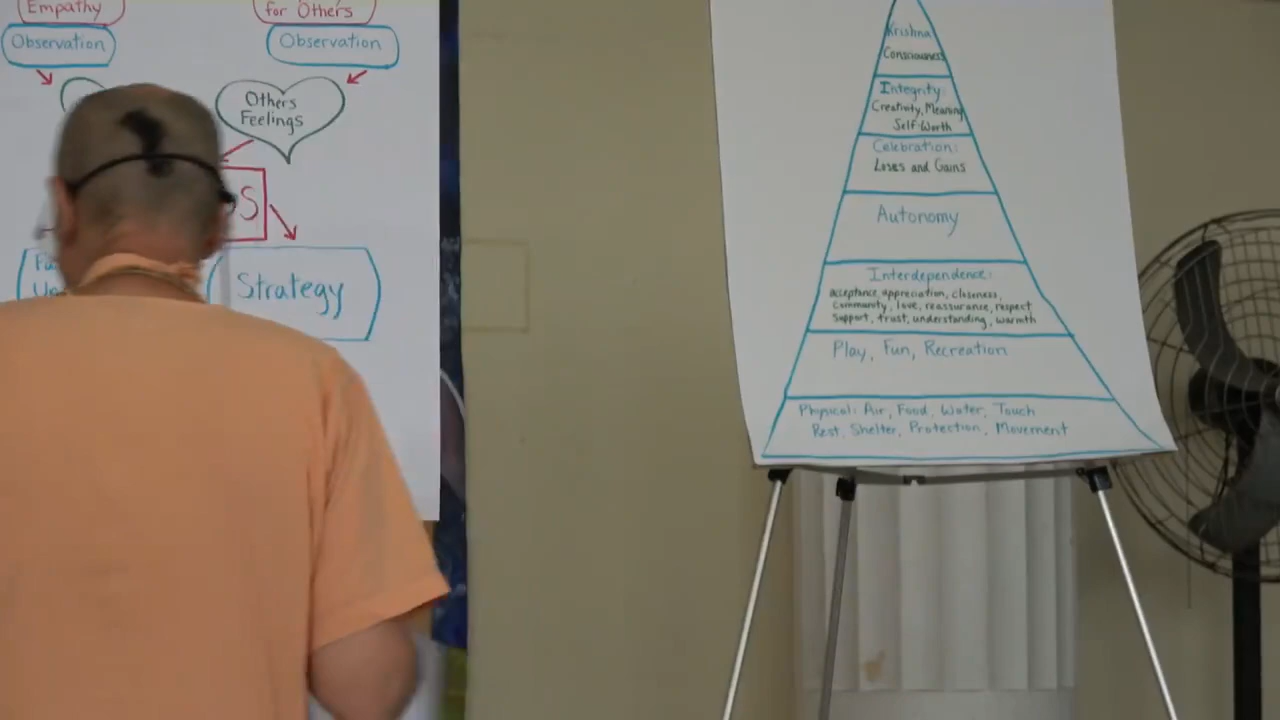 Empathy
for Others
Observation
Observation
Others
Feelings
Strategy
Krishna
Consciousness
Integrity:
Creativity, Meaning
Self-Worth
Celebration:
Loses and Gains
Autonomy
Interdependence:
acceptance, appreciation, closeness,
Community, love, reassurance, respect
Support, trust, understanding, warmth
Play, Fun, Recreation
Physical: Air, Food, Water, Touch
Rest, Shelter, Protection, Movement